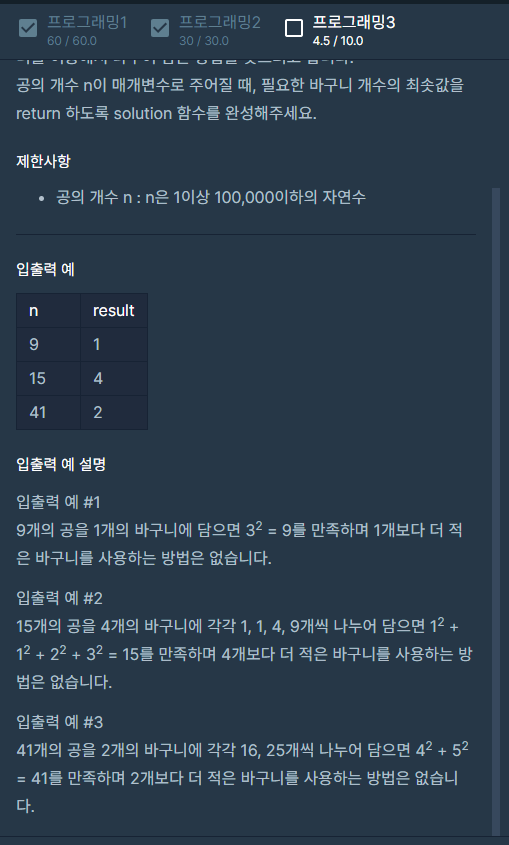 프로그래밍1
60 / 60.0
프로그래밍2
30 / 30.0
프로그래밍3
4.5 / 10.0
공의 개수 n이 매개변수로 주어질 때, 필요한 바구니 개수의 최솟값을
return 하도록 solution 함수를 완성해주세요.
제한사항
• 공의 개수 n : n은 1이상 100,000이하의 자연수
입출력 예
n result
9 1
15 4
41 2
입출력 예 설명
입출력 예 #1
9개의 공을 1개의 바구니에 담으면 3² = 9를 만족하며 1개보다 더 적
은 바구니를 사용하는 방법은 없습니다.
입출력 예 #2
15개의 공을 4개의 바구니에 각각 1, 1, 4, 9개씩 나누어 담으면 1² +
1² + 2² + 3² = 15를 만족하며 4개보다 더 적은 바구니를 사용하는 방
법은 없습니다.
입출력 예 #3
41개의 공을 2개의 바구니에 각각 16, 25개씩 나누어 담으면 4² + 5²
= 41를 만족하며 2개보다 더 적은 바구니를 사용하는 방법은 없습니
다.